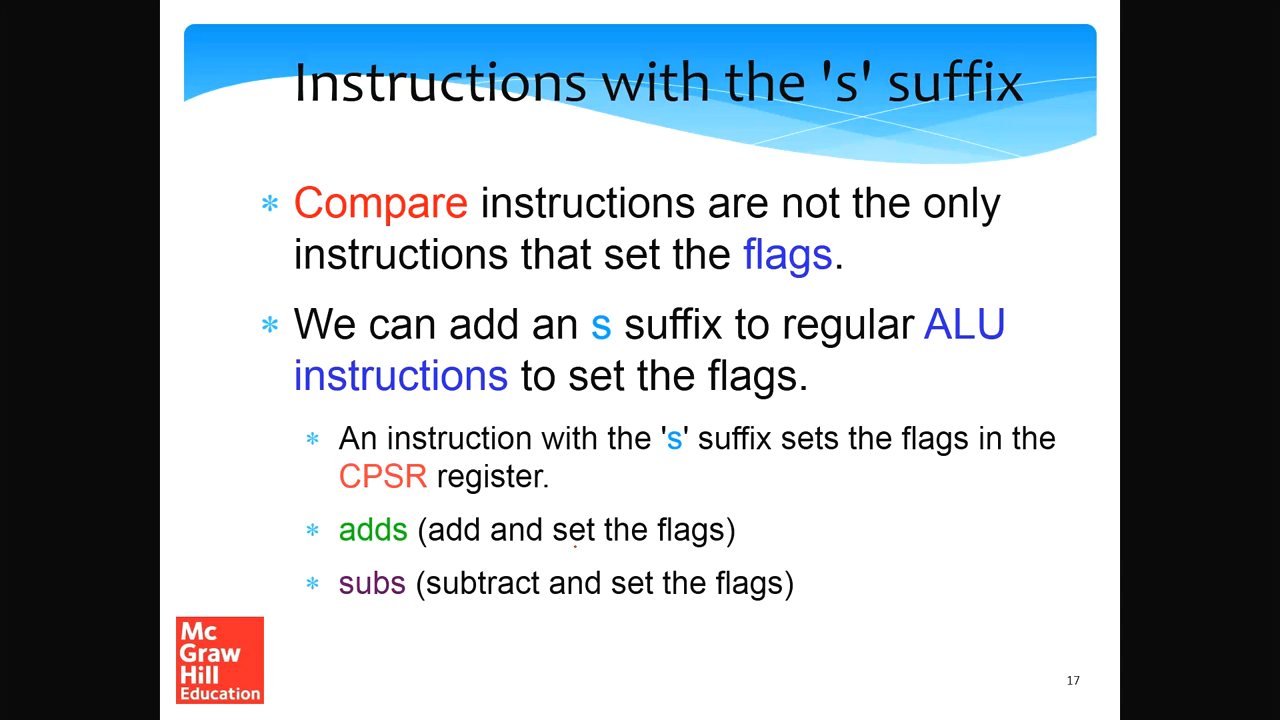 Instructions with the 's' suffix
* Compare instructions are not the only
instructions that set the flags.
* We can add an s suffix to regular ALU
instructions to set the flags.
* An instruction with the 's' suffix sets the flags in the
CPSR register.
* adds (add and set the flags)
* subs (subtract and set the flags)
Mc
Graw
Hill
Education
17